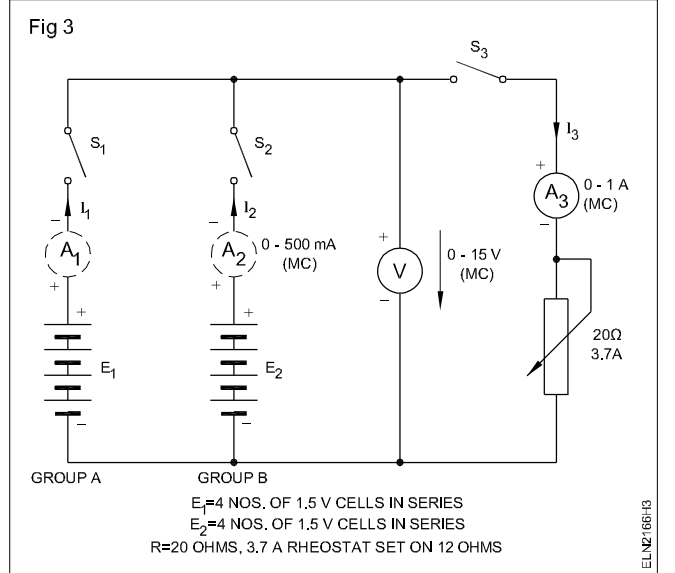 Fig 3
S3
S1
S2
I3
I1
I2
+
0 - 1 A
(MC)
A3
−
−
−
A1
A2
0 - 500 mA
(MC)
+
V
−
0 - 15 V
(MC)
+
+
+
+
20Ω
3.7A
E1
E2
−
−
GROUP A
GROUP B
E1=4 NOS. OF 1.5 V CELLS IN SERIES
E2=4 NOS. OF 1.5 V CELLS IN SERIES
R=20 OHMS, 3.7 A RHEOSTAT SET ON 12 OHMS
ELN2166H3